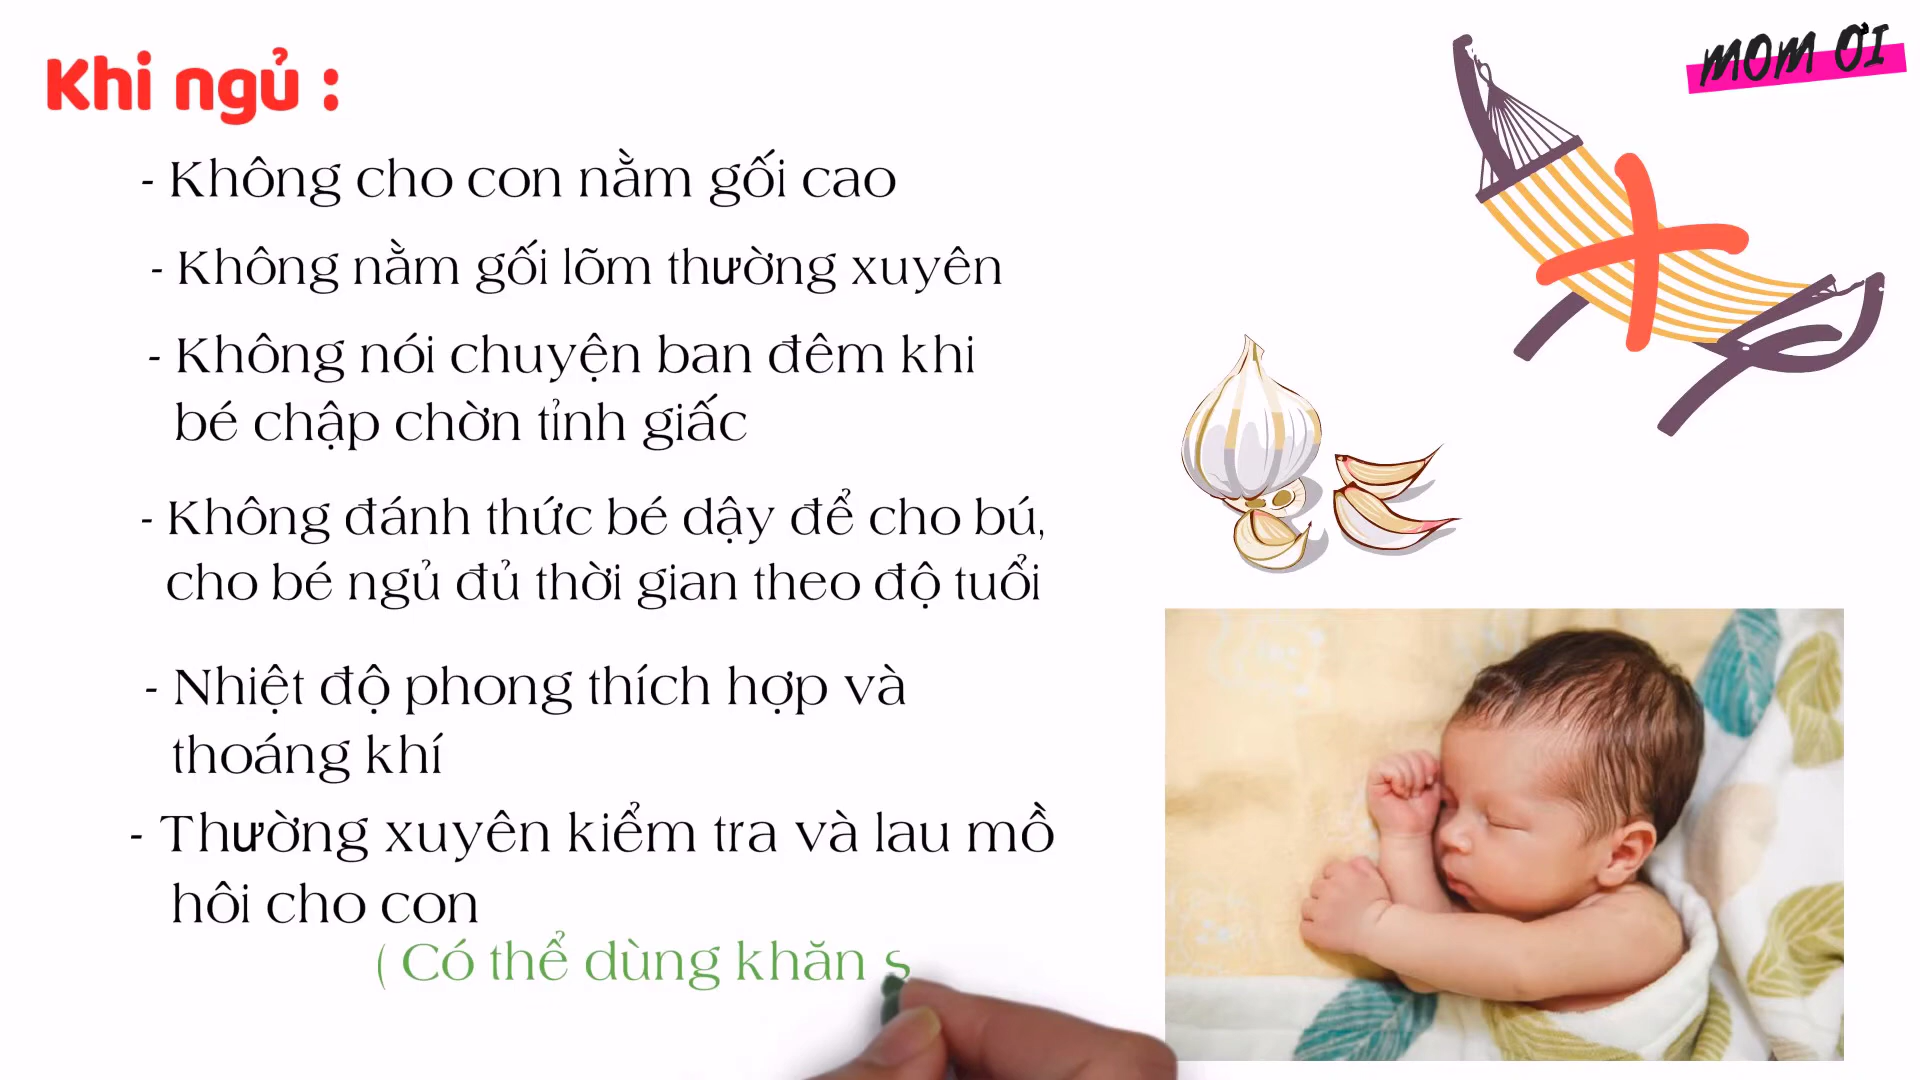 Khi ngủ :
MOM ƠI
- Không cho con nằm gối cao
- Không nằm gối lõm thường xuyên
- Không nói chuyện ban đêm khi
bé chập chờn tỉnh giấc
- Không đánh thức bé dậy để cho bú,
cho bé ngủ đủ thời gian theo độ tuổi
- Nhiệt độ phong thích hợp và
thoáng khí
- Thường xuyên kiểm tra và lau mồ
hôi cho con
( Có thể dùng khăn s